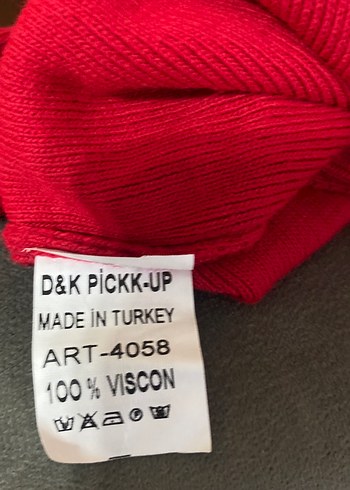 D&K PİCKK-UP
MADE İN TURKEY
ART-4058
100 % VISCON